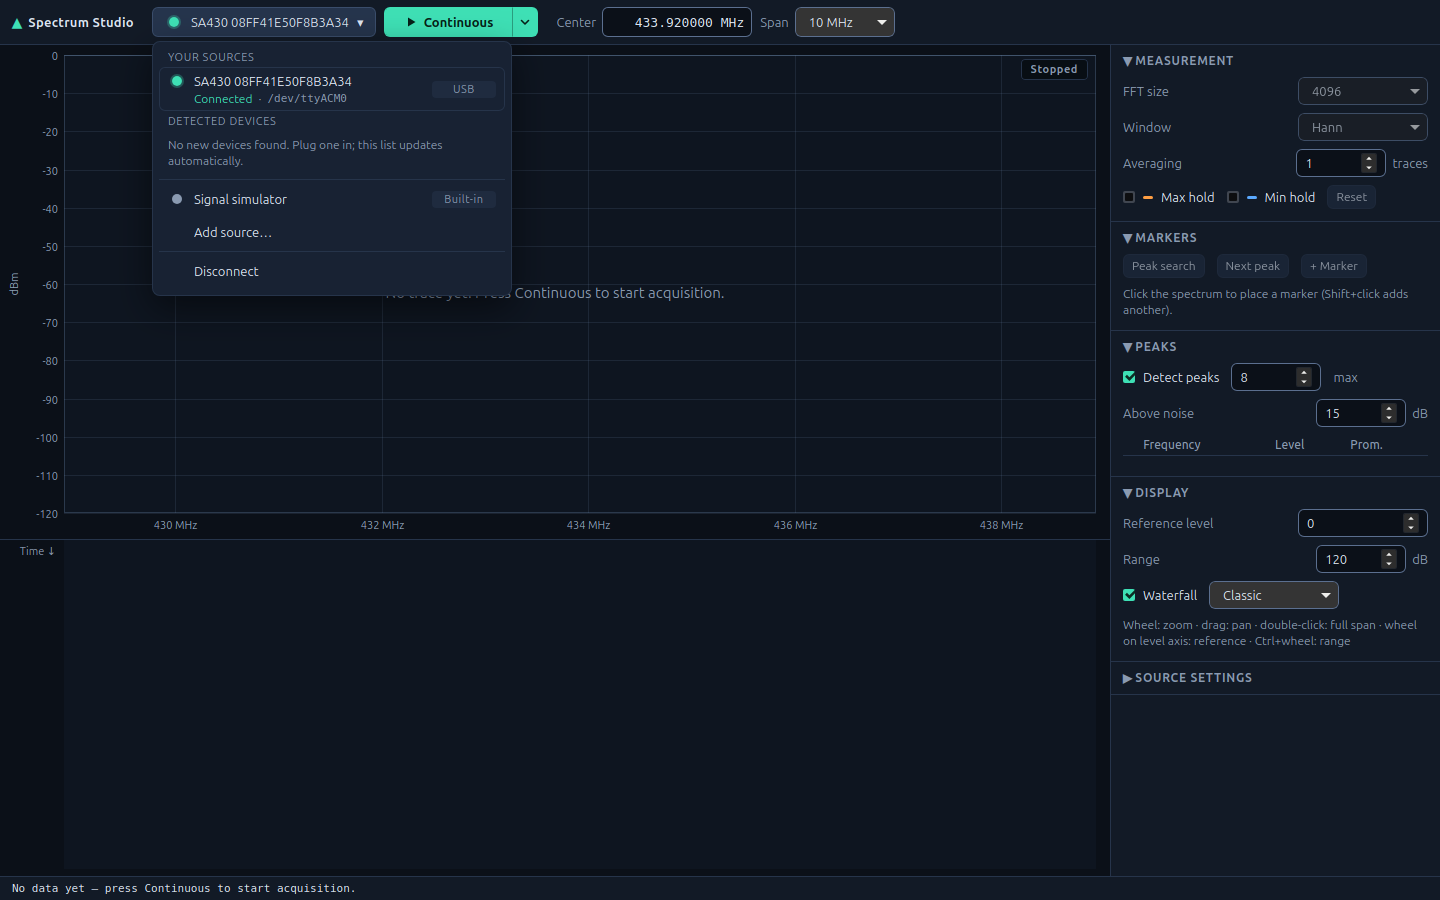 Spectrum Studio
SA430 08FF41E50F8B3A34
Continuous
Center
433.920000 MHz
Span
10 MHz
YOUR SOURCES
SA430 08FF41E50F8B3A34
Connected · /dev/ttyACM0
USB
DETECTED DEVICES
No new devices found. Plug one in; this list updates
automatically.
Signal simulator
Built-in
Add source…
Disconnect
Stopped
No trace yet. Press Continuous to start acquisition.
dBm
0
-10
-20
-30
-40
-50
-60
-70
-80
-90
-100
-110
-120
430 MHz
432 MHz
434 MHz
436 MHz
438 MHz
Time ↓
MEASUREMENT
FFT size
4096
Window
Hann
Averaging
1
traces
Max hold
Min hold
Reset
MARKERS
Peak search
Next peak
+ Marker
Click the spectrum to place a marker (Shift+click adds
another).
PEAKS
Detect peaks
8
max
Above noise
15
dB
Frequency
Level
Prom.
DISPLAY
Reference level
0
Range
120
dB
Waterfall
Classic
Wheel: zoom · drag: pan · double-click: full span · wheel
on level axis: reference · Ctrl+wheel: range
SOURCE SETTINGS
No data yet — press Continuous to start acquisition.